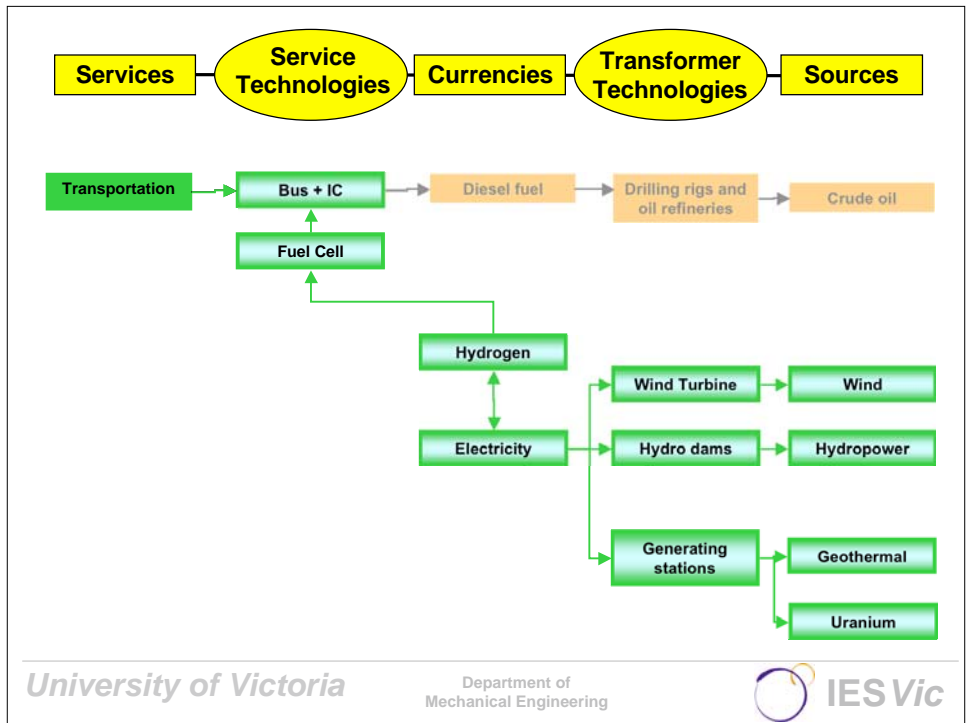 Services
Service
Technologies
Currencies
Transformer
Technologies
Sources
Transportation
Bus + IC
Diesel fuel
Drilling rigs and
oil refineries
Crude oil
Fuel Cell
Hydrogen
Wind Turbine
Wind
Electricity
Hydro dams
Hydropower
Generating
stations
Geothermal
Uranium
University of Victoria
Department of
Mechanical Engineering
IESVic